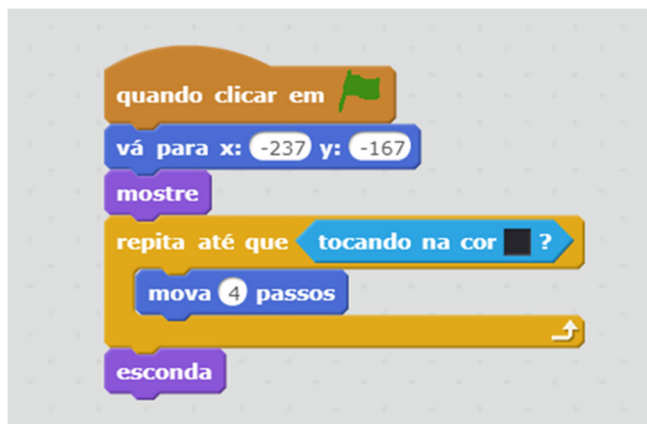 quando clicar em
vá para x: -237 y: -167
mostre
repita até que tocando na cor ?
mova 4 passos
esconda